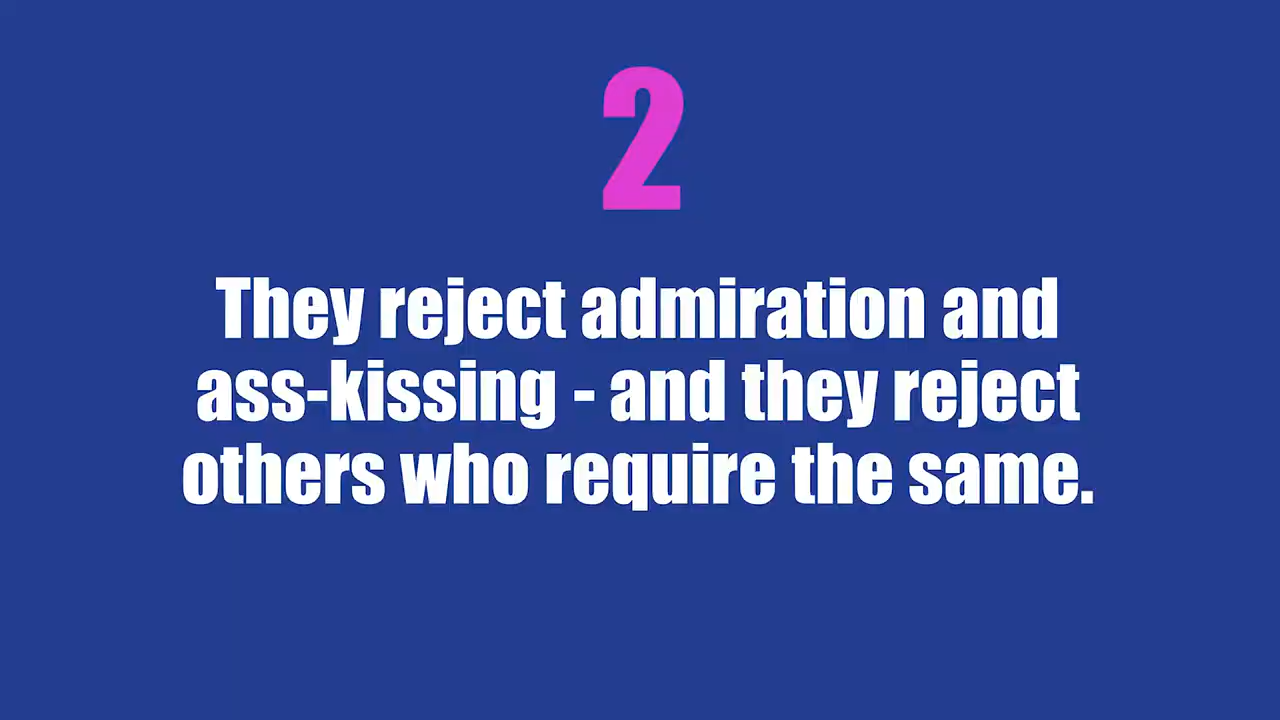 2
They reject admiration and
ass-kissing - and they reject
others who require the same.